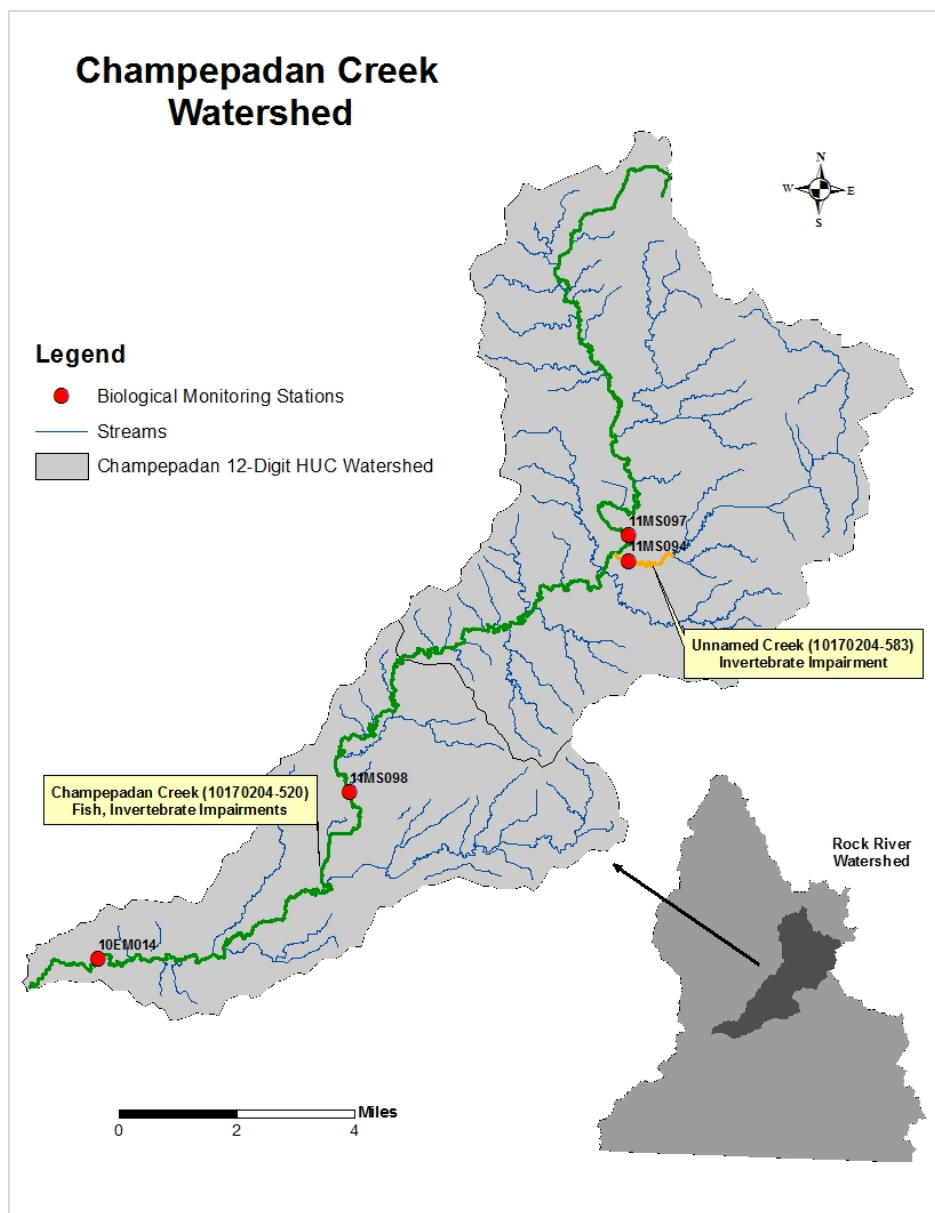 Champepadan Creek
Watershed
N
W
E
S
Legend
Biological Monitoring Stations
Streams
Champepadan 12-Digit HUC Watershed
11MS097
11MS094
Unnamed Creek (10170204-583)
Invertebrate Impairment
11MS098
Champepadan Creek (10170204-520)
Fish, Invertebrate Impairments
Rock River
Watershed
10EM014
Miles
0 2 4